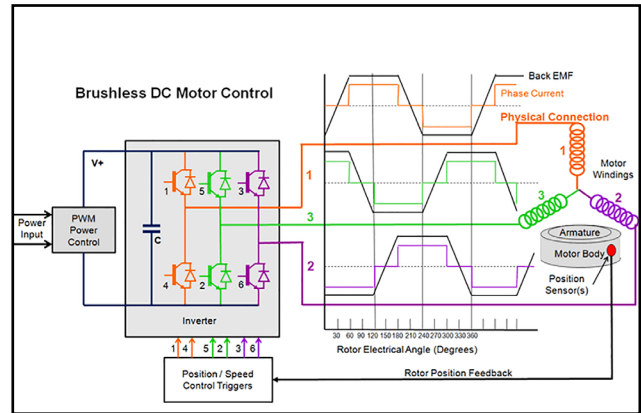 Brushless DC Motor Control
Back EMF
Phase Current
Physical Connection
V+
1
5
3
1
1
Motor
Windings
Power
Input
PWM
Power
Control
C
3
3
2
Armature
Motor Body
4
2
6
2
Position
Sensor(s)
Inverter
30 60 90 120 150 180 210 240 270 300 330 360
Rotor Electrical Angle (Degrees)
1 4 5 2 3 6
Position / Speed
Control Triggers
Rotor Position Feedback